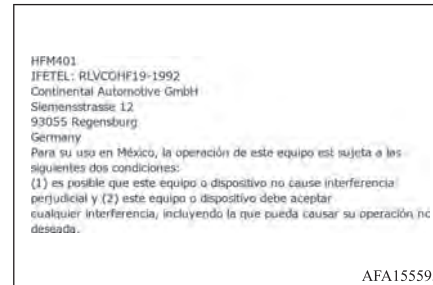 HFM401
IFETEL: RLVCOHF19-1992
Continental Automotive GmbH
Siemensstrasse 12
93055 Regensburg
Germany
Para su uso en México, la operación de este equipo est sujeta a las
siguientes dos condiciones:
(1) es posible que este equipo o dispositivo no cause interferencia
perjudicial y (2) este equipo o dispositivo debe aceptar
cualquier interferencia, incluyendo la que pueda causar su operación no
deseada.
AFA15559